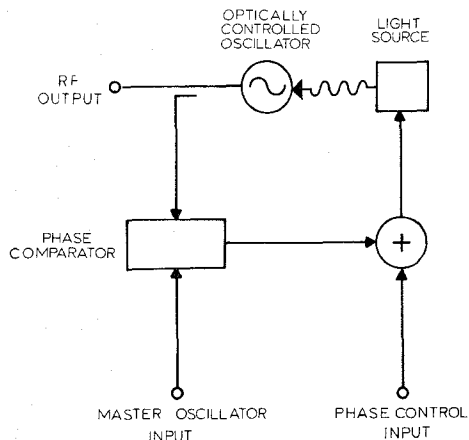 OPTICALLY
CONTROLLED
OSCILLATOR
LIGHT
SOURCE
RF
OUTPUT
PHASE
COMPARATOR
+
MASTER OSCILLATOR
INPUT
PHASE CONTROL
INPUT